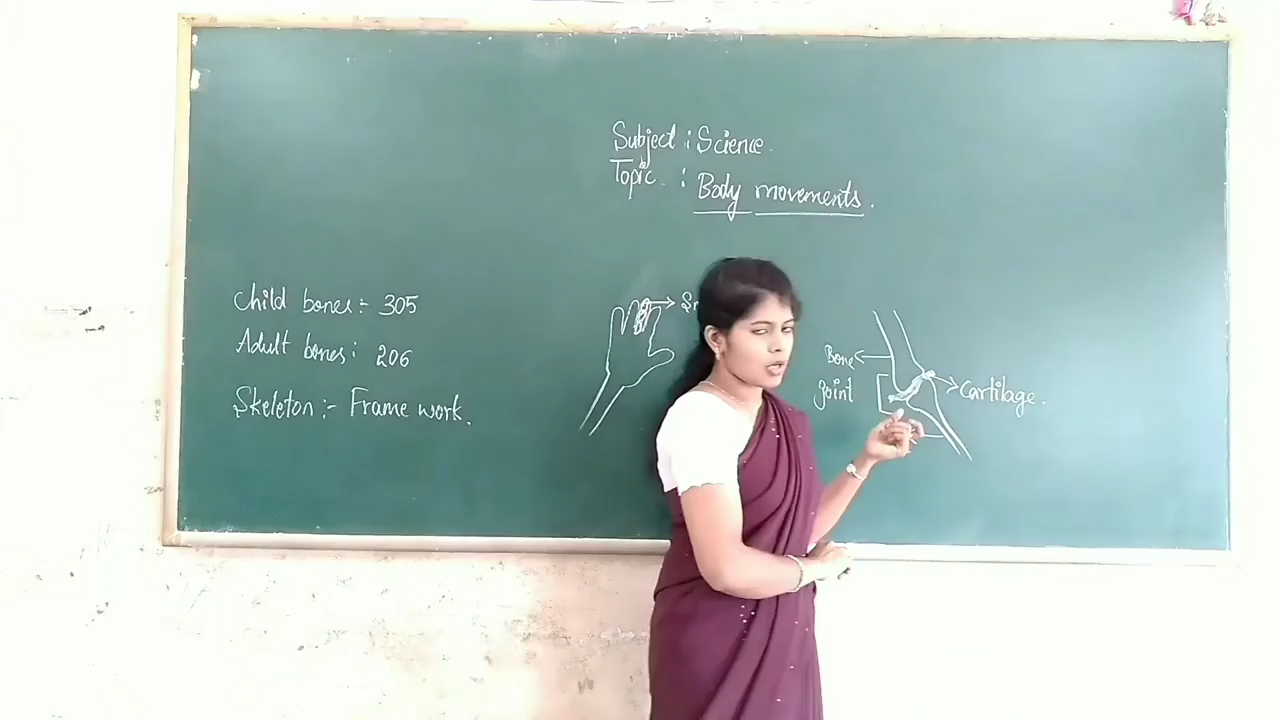 Subject : Science.
Topic : Body movements.
Child bones :- 305
Adult bones : 206
Skeleton :- Frame work.
Bone
Joint
Cartilage.